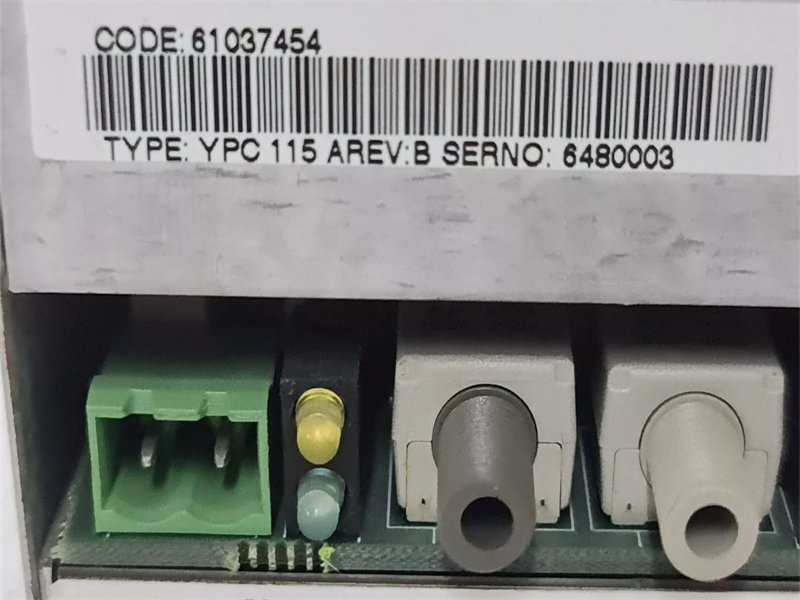 CODE: 61037454
TYPE: YPC 115 AREV:B SERNO: 6480003